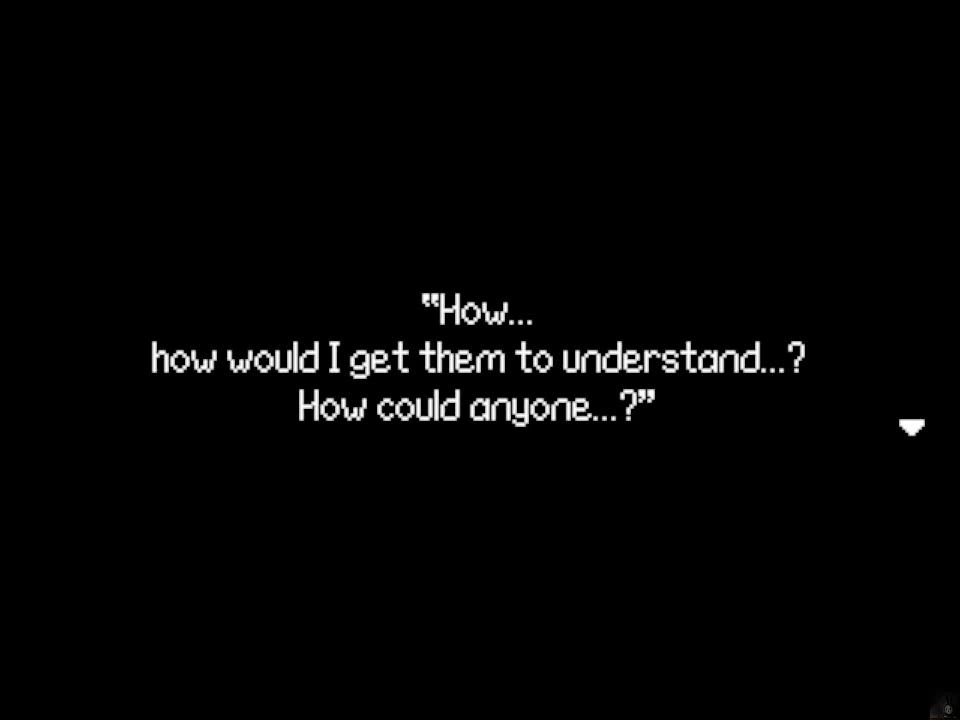 "How...
how would I get them to understand...?
How could anyone...?"